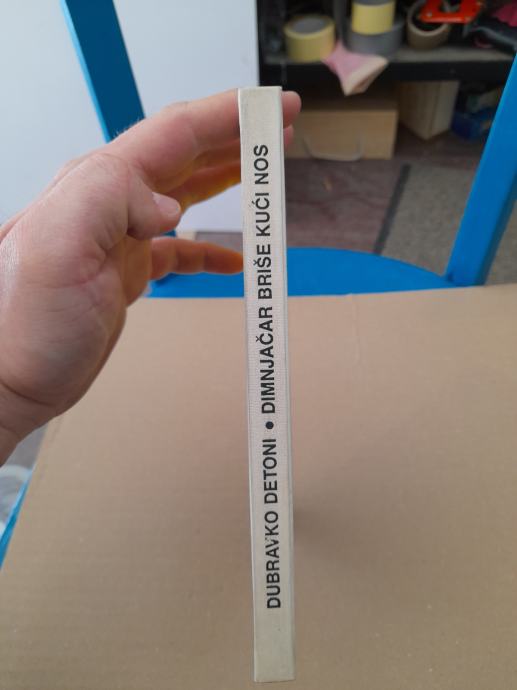 DUBRAVKO DETONI • DIMNJAČAR BRIŠE KUĆI NOS